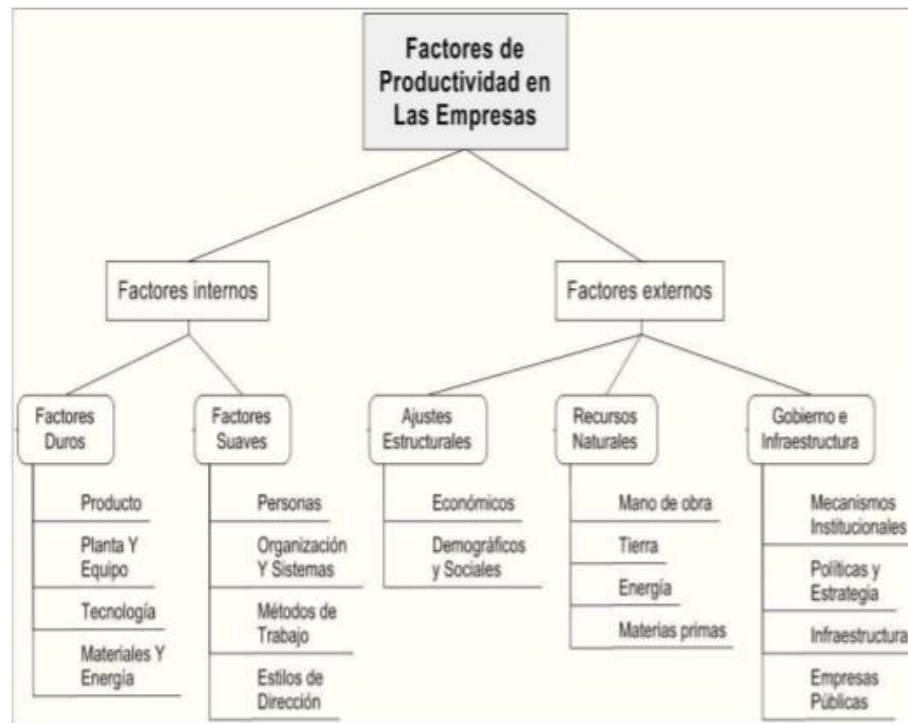 Factores de
Productividad en
Las Empresas
Factores internos
Factores externos
Factores
Duros
Producto
Planta Y
Equipo
Tecnología
Materiales Y
Energía
Factores
Suaves
Personas
Organización
Y Sistemas
Métodos de
Trabajo
Estilos de
Dirección
Ajustes
Estructurales
Económicos
Demográficos
y Sociales
Recursos
Naturales
Mano de obra
Tierra
Energía
Materias primas
Gobierno e
Infraestructura
Mecanismos
Institucionales
Políticas y
Estrategia
Infraestructura
Empresas
Públicas